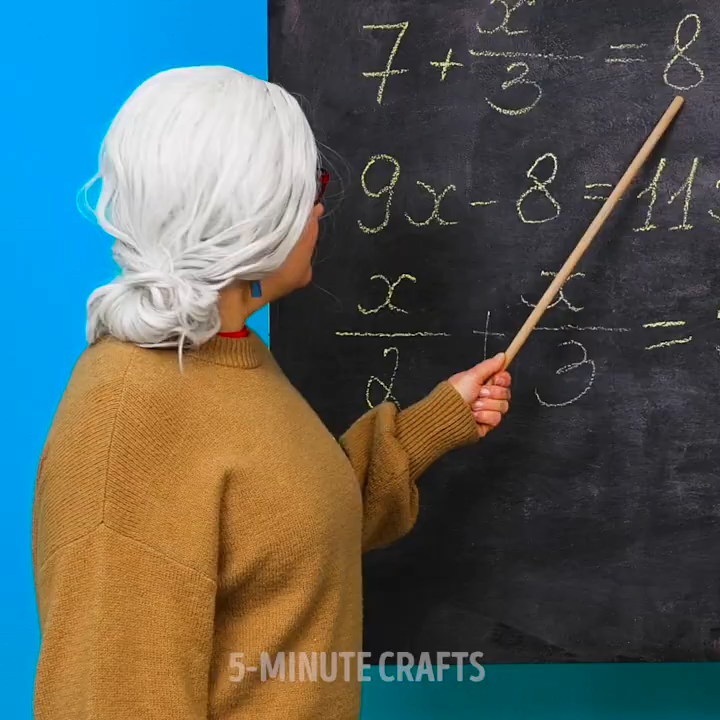 7 + x/3 = 8
9x - 8 = 11
x/2 + x/3 =
5-MINUTE CRAFTS